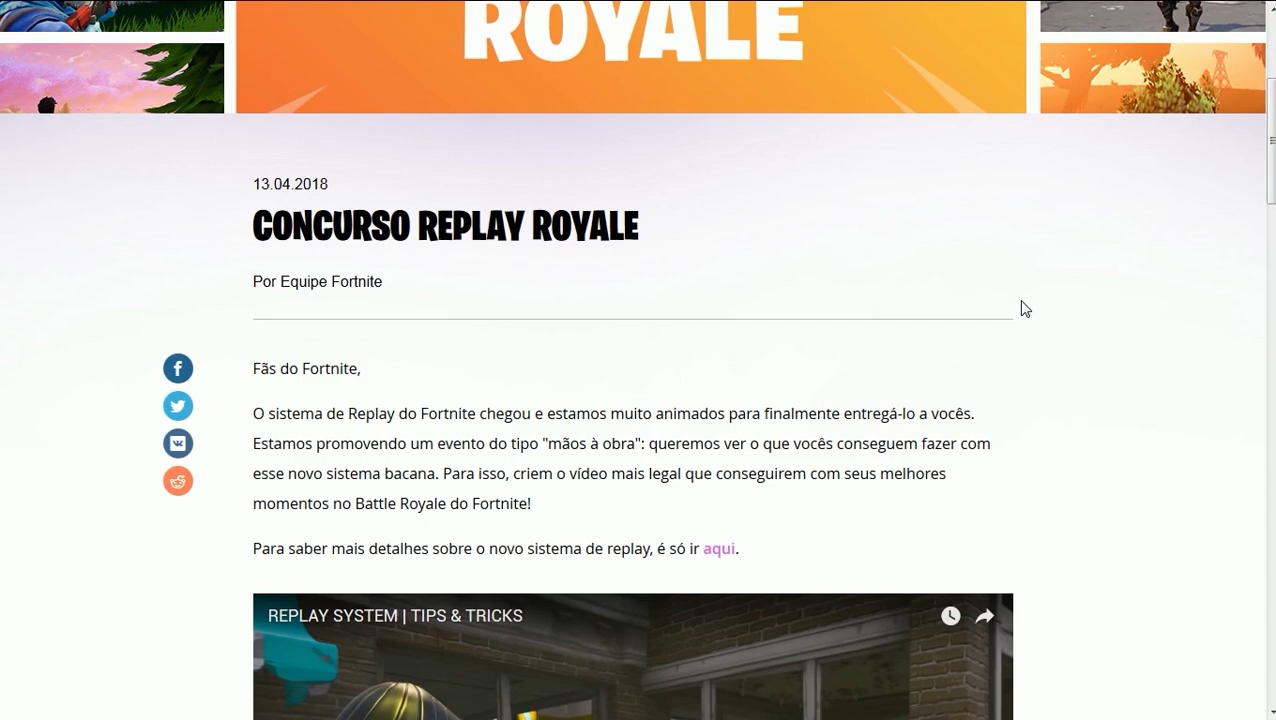 ROYALE
13.04.2018
CONCURSO REPLAY ROYALE
Por Equipe Fortnite
Fãs do Fortnite,
O sistema de Replay do Fortnite chegou e estamos muito animados para finalmente entregá-lo a vocês.
Estamos promovendo um evento do tipo "mãos à obra": queremos ver o que vocês conseguem fazer com
esse novo sistema bacana. Para isso, criem o vídeo mais legal que conseguirem com seus melhores
momentos no Battle Royale do Fortnite!
Para saber mais detalhes sobre o novo sistema de replay, é só ir aqui.
REPLAY SYSTEM | TIPS & TRICKS